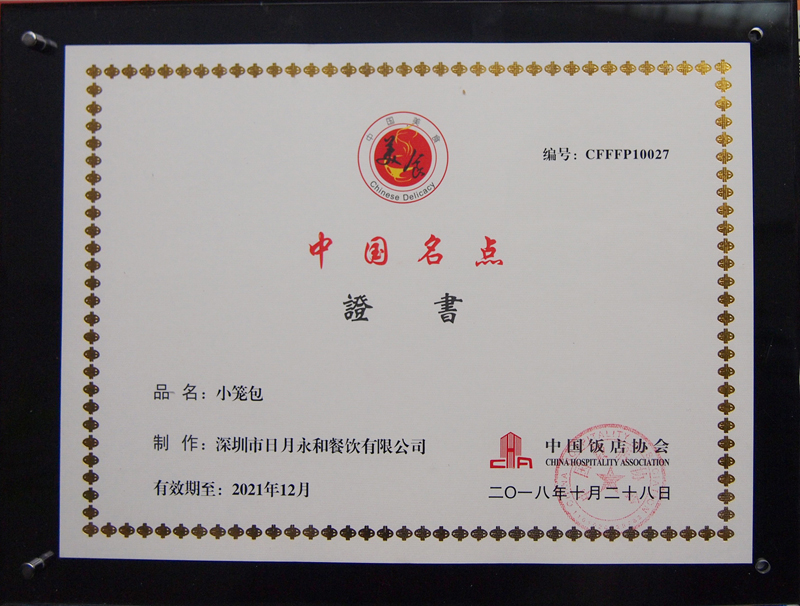 中国美食
美食
Chinese Delicacy
编号：CFFFP10027
中国名点
證書
品名：小笼包
制作：深圳市日月永和餐饮有限公司
有效期至：2021年12月
CHA
中国饭店协会
CHINA HOSPITALITY ASSOCIATION
二〇一八年十月二十八日